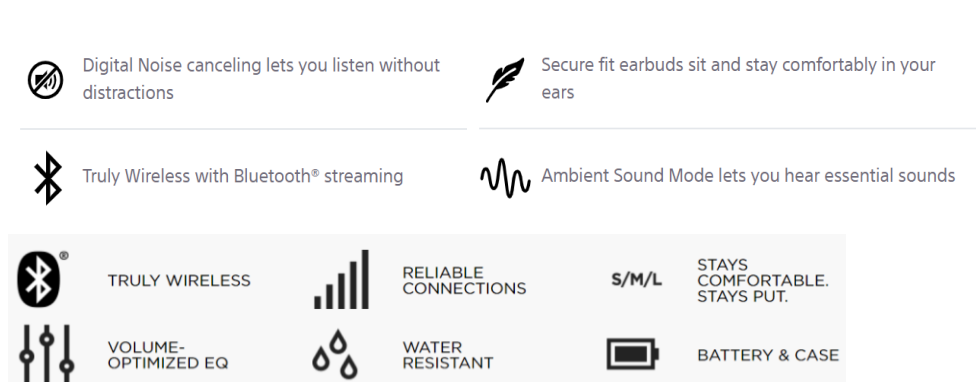 Digital Noise canceling lets you listen without
distractions
Secure fit earbuds sit and stay comfortably in your
ears
Truly Wireless with Bluetooth® streaming
Ambient Sound Mode lets you hear essential sounds
®
TRULY WIRELESS
RELIABLE
CONNECTIONS
S/M/L
STAYS
COMFORTABLE.
STAYS PUT.
VOLUME-
OPTIMIZED EQ
WATER
RESISTANT
BATTERY & CASE